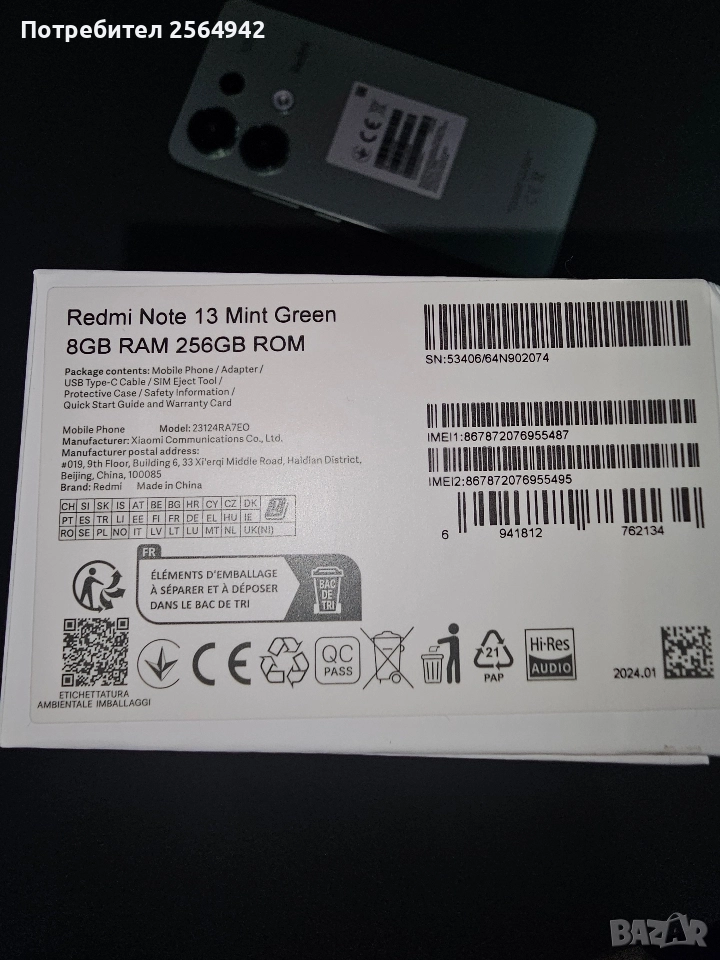 Потребител 2564942
Redmi Note 13 Mint Green
8GB RAM 256GB ROM
Package contents: Mobile Phone / Adapter /
USB Type-C Cable / SIM Eject Tool /
Protective Case / Safety Information /
Quick Start Guide and Warranty Card
Mobile Phone Model: 23124RA7EO
Manufacturer: Xiaomi Communications Co., Ltd.
Manufacturer postal address:
#019, 9th Floor, Building 6, 33 Xi'erqi Middle Road, Haidian District,
Beijing, China, 100085
Brand: Redmi Made in China
CH SI SK IS AT BE BG HR CY CZ DK
PT ES TR LI EE FI FR DE EL HU IE
RO SE PL NO IT LV LT LU MT NL UK(NI)
SN:53406/64N902074
IMEI1:867872076955487
IMEI2:867872076955495
6 941812 762134
FR
ÉLÉMENTS D'EMBALLAGE
À SÉPARER ET À DÉPOSER
DANS LE BAC DE TRI
BAC
DE
TRI
ETICHETTATURA
AMBIENTALE IMBALLAGGI
CE
QC
PASS
21
PAP
Hi-Res
AUDIO
2024.01
BAZAR